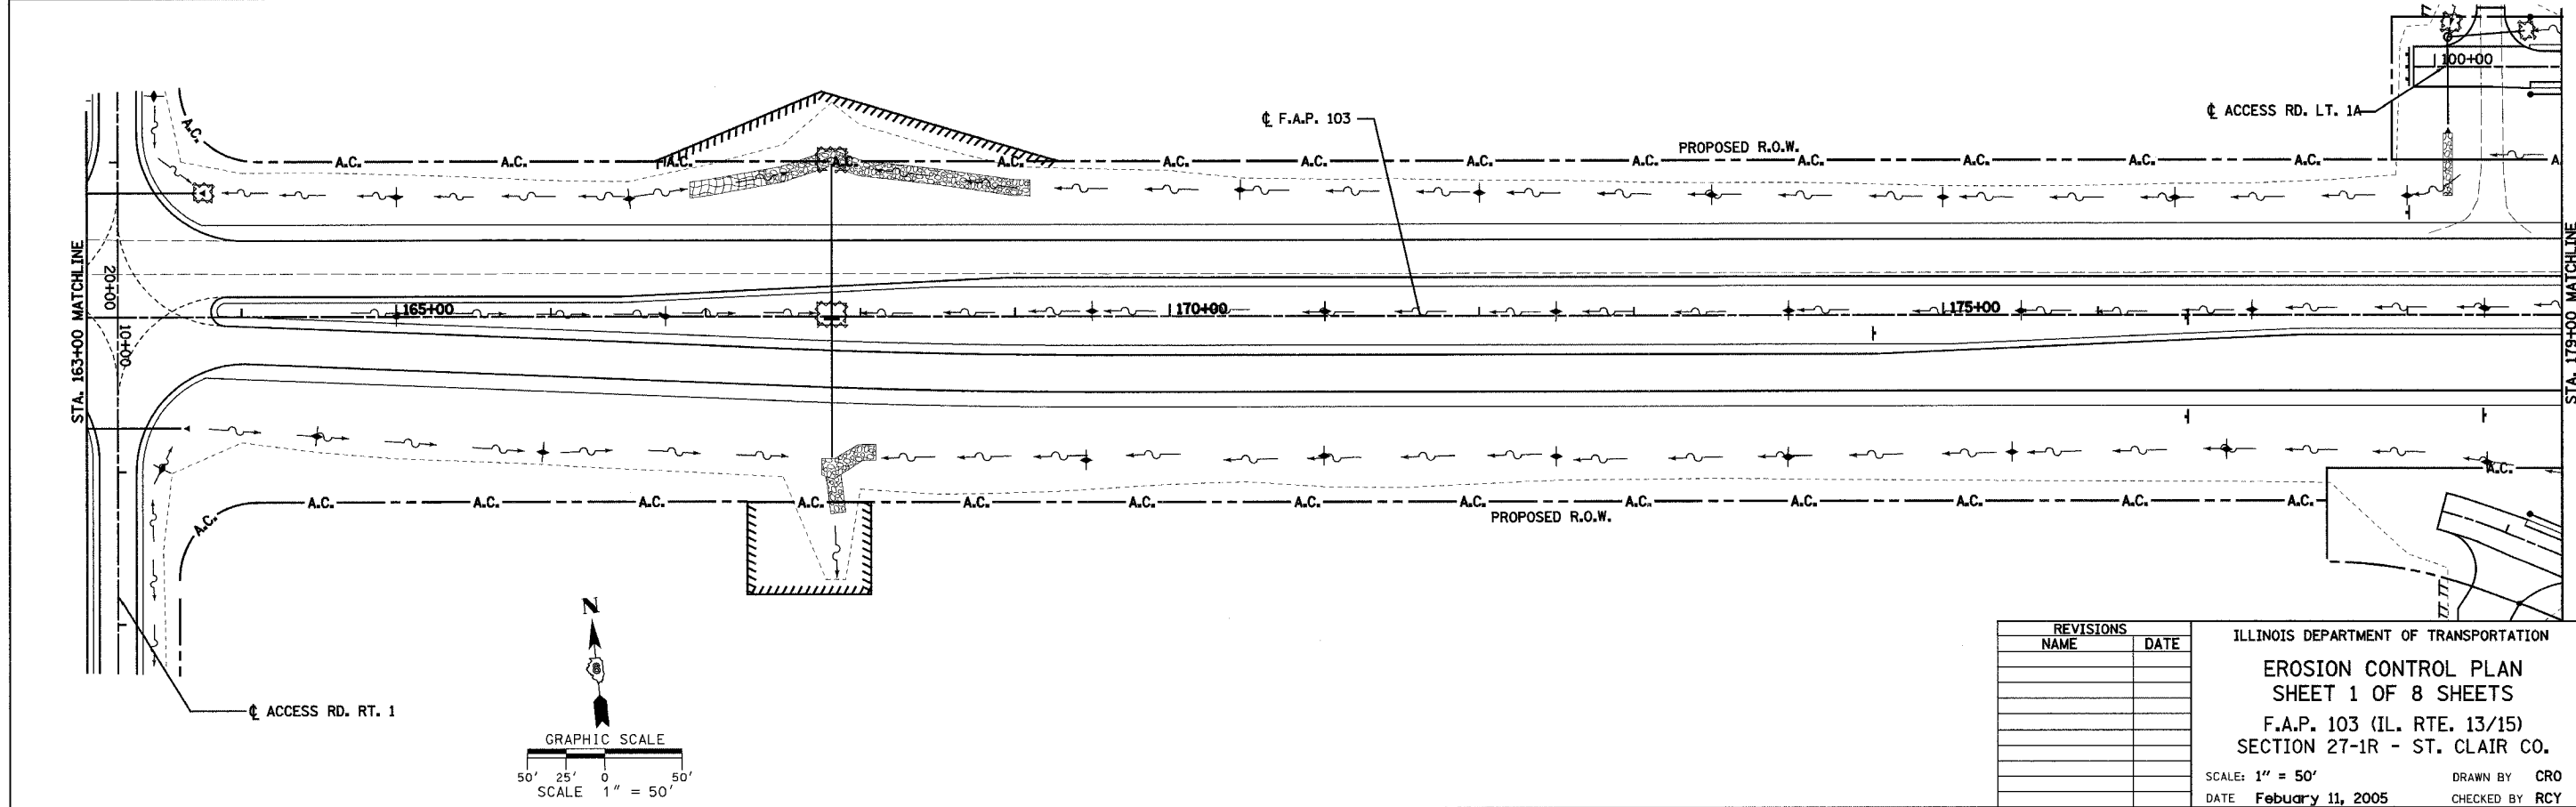 100+00
℄ ACCESS RD. LT. 1A
℄ F.A.P. 103
PROPOSED R.O.W.
A.C.
A.C. A.C. A.C. A.C. A.C. A.C. A.C. A.C. A.C. A.C. A.C. A.C. A.C. A.
STA. 163+00 MATCHLINE
20+00
10+00
165+00 170+00 175+00
STA. 179+00 MATCHLINE
A.C.
A.C. A.C. A.C. A.C. A.C. A.C. A.C. A.C. A.C. A.C. A.C. A.C. A.C.
A.C.
PROPOSED R.O.W.
N
6
℄ ACCESS RD. RT. 1
GRAPHIC SCALE
50' 25' 0 50'
SCALE 1" = 50'
REVISIONS
NAME DATE
ILLINOIS DEPARTMENT OF TRANSPORTATION
EROSION CONTROL PLAN
SHEET 1 OF 8 SHEETS
F.A.P. 103 (IL. RTE. 13/15)
SECTION 27-1R - ST. CLAIR CO.
SCALE: 1" = 50' DRAWN BY CRO
DATE Febuary 11, 2005 CHECKED BY RCY